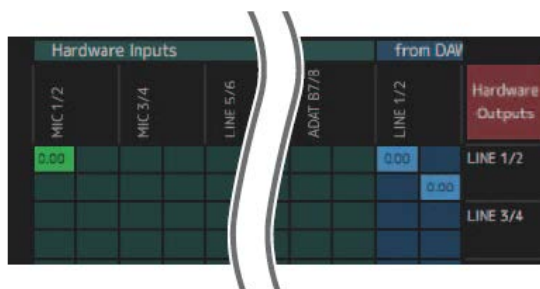 Hardware Inputs
from DAW
MIC 1/2
MIC 3/4
LINE 5/6
ADAT B7/8
LINE 1/2
Hardware
Outputs
0.00
0.00
LINE 1/2
0.00
LINE 3/4